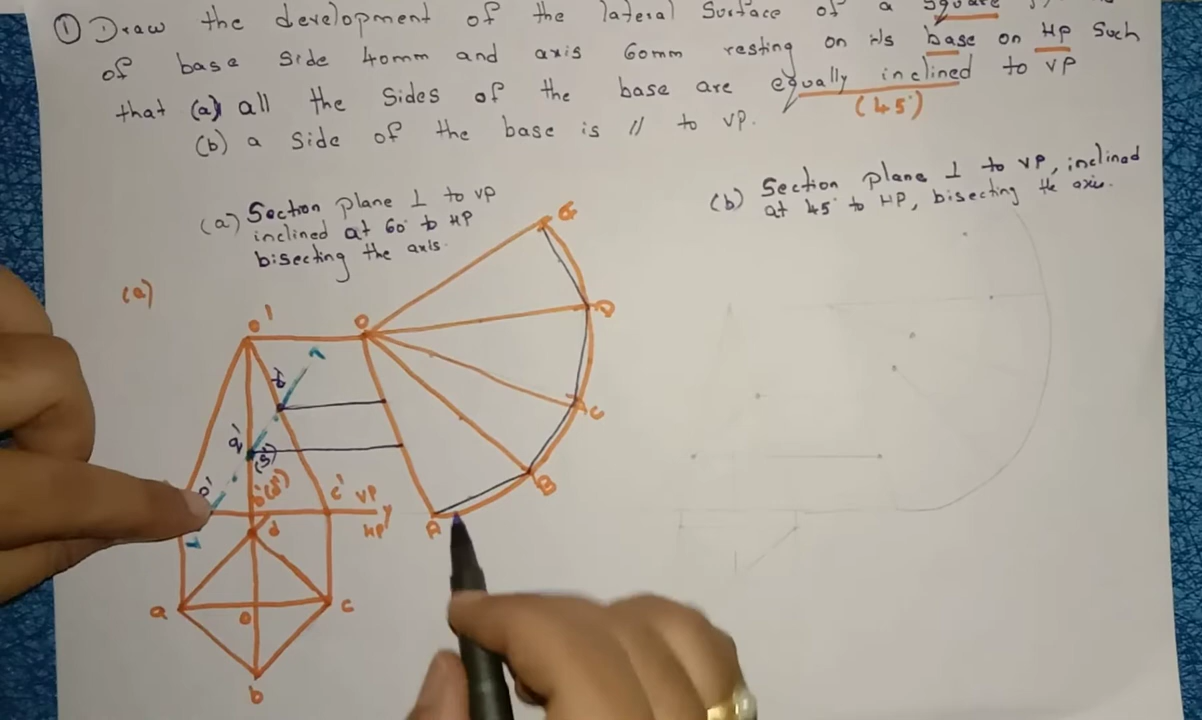 ① Draw the development of the lateral Surface of a square
of base side 40mm and axis 60mm resting on its base on HP Such
that (a) all the Sides of the base are equally inclined to VP
(45°)
(b) a side of the base is // to VP.
(a) Section plane ⊥ to VP
inclined at 60° to HP
bisecting the axis.
(b) Section plane ⊥ to VP, inclined
at 45° to HP, bisecting the axis.
(a)
o' O A D C B A
r' q' (s') p'
b'(d') c' VP
HP y
d
a o c
b